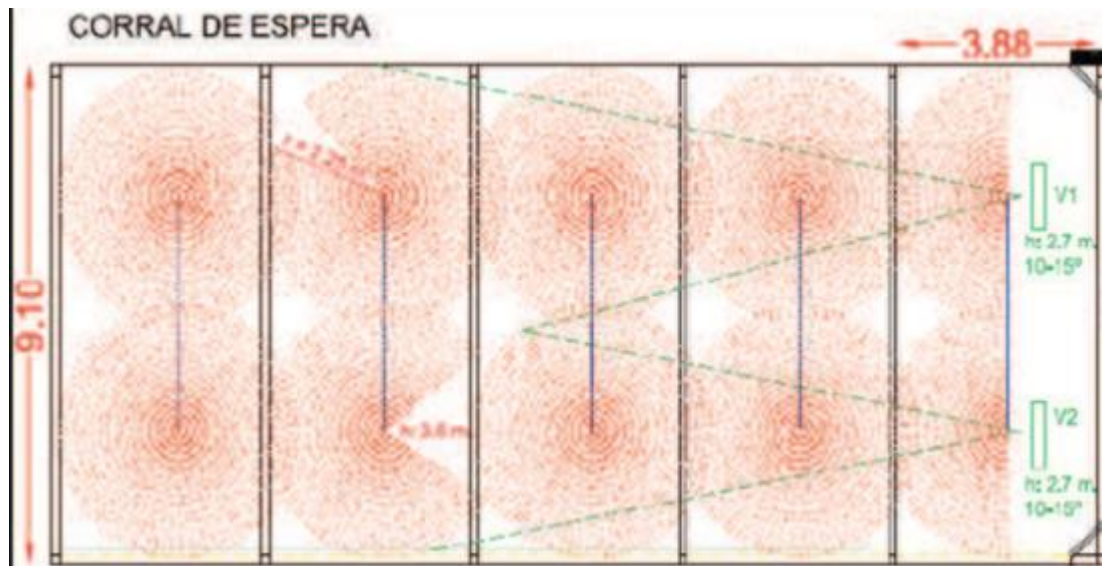 CORRAL DE ESPERA
3.88
9.10
V1
h: 2.7 m.
10-15º
h: 3.6 m
V2
h: 2.7 m.
10-15º